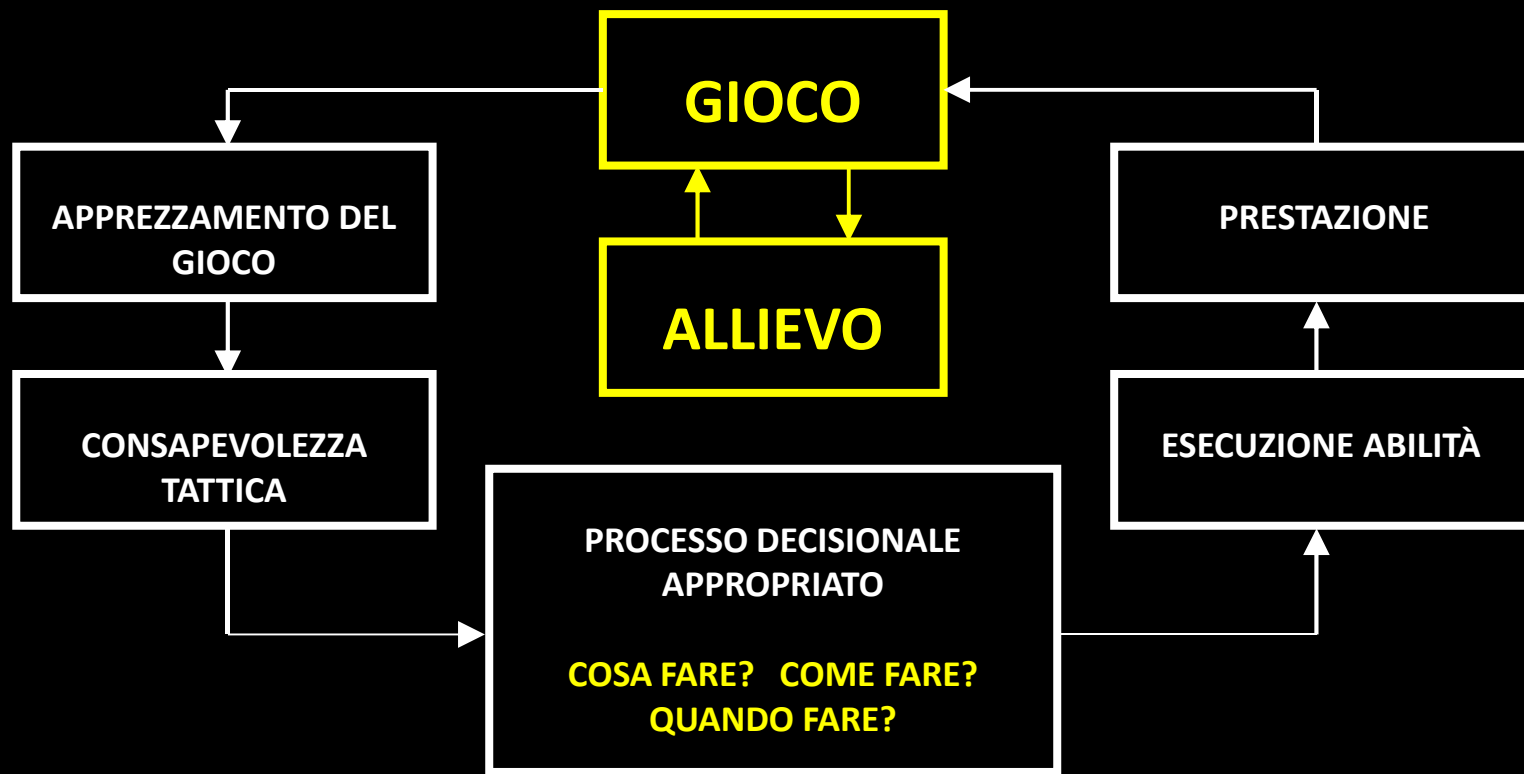 GIOCO
APPREZZAMENTO DEL
GIOCO
PRESTAZIONE
ALLIEVO
CONSAPEVOLEZZA
TATTICA
ESECUZIONE ABILITÀ
PROCESSO DECISIONALE
APPROPRIATO
COSA FARE? COME FARE?
QUANDO FARE?